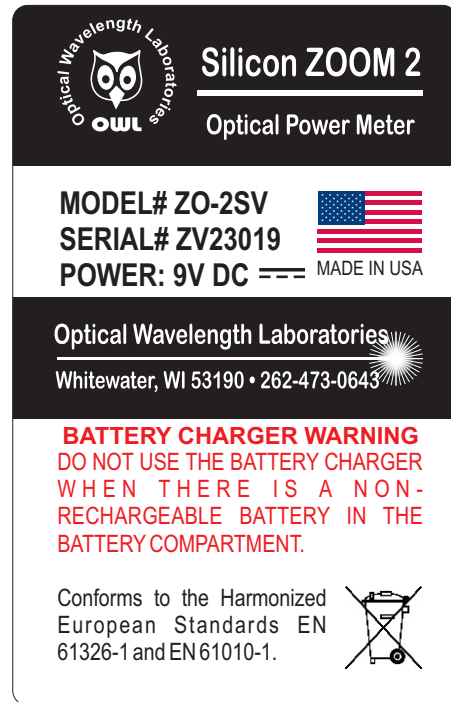 Optical Wavelength Laboratories
OWL
Silicon ZOOM 2
Optical Power Meter
MODEL# ZO-2SV
SERIAL# ZV23019
POWER: 9V DC
MADE IN USA
Optical Wavelength Laboratories
Whitewater, WI 53190 • 262-473-0643
BATTERY CHARGER WARNING
DO NOT USE THE BATTERY CHARGER
WHEN THERE IS A NON-
RECHARGEABLE BATTERY IN THE
BATTERY COMPARTMENT.
Conforms to the Harmonized
European Standards EN
61326-1 and EN 61010-1.